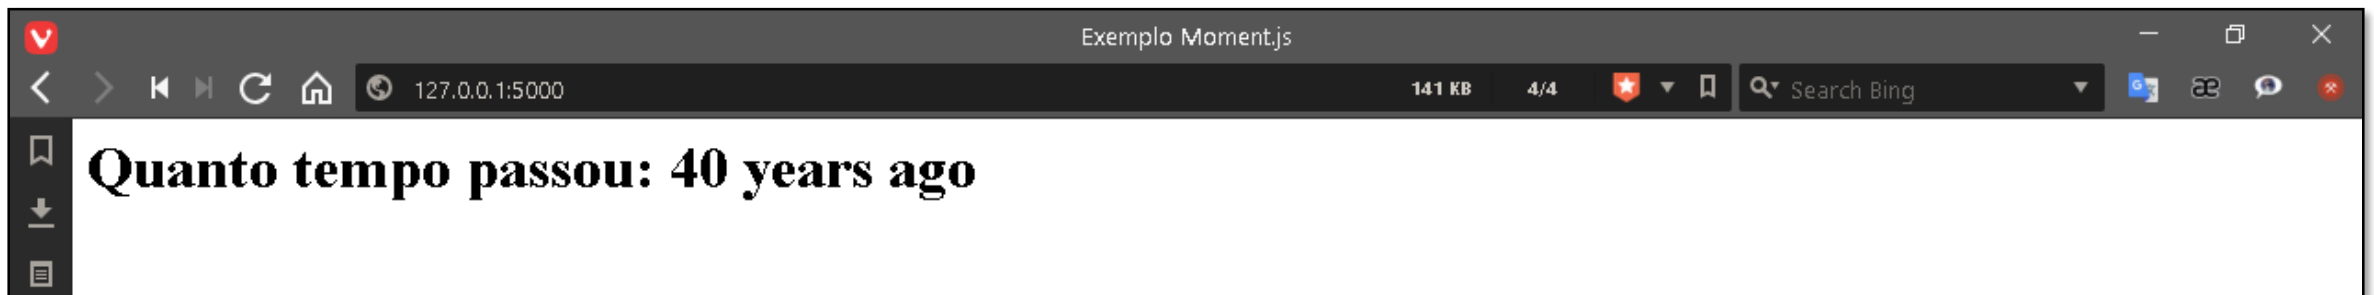 Exemplo Moment.js
127.0.0.1:5000 141 KB 4/4 Search Bing
Quanto tempo passou: 40 years ago